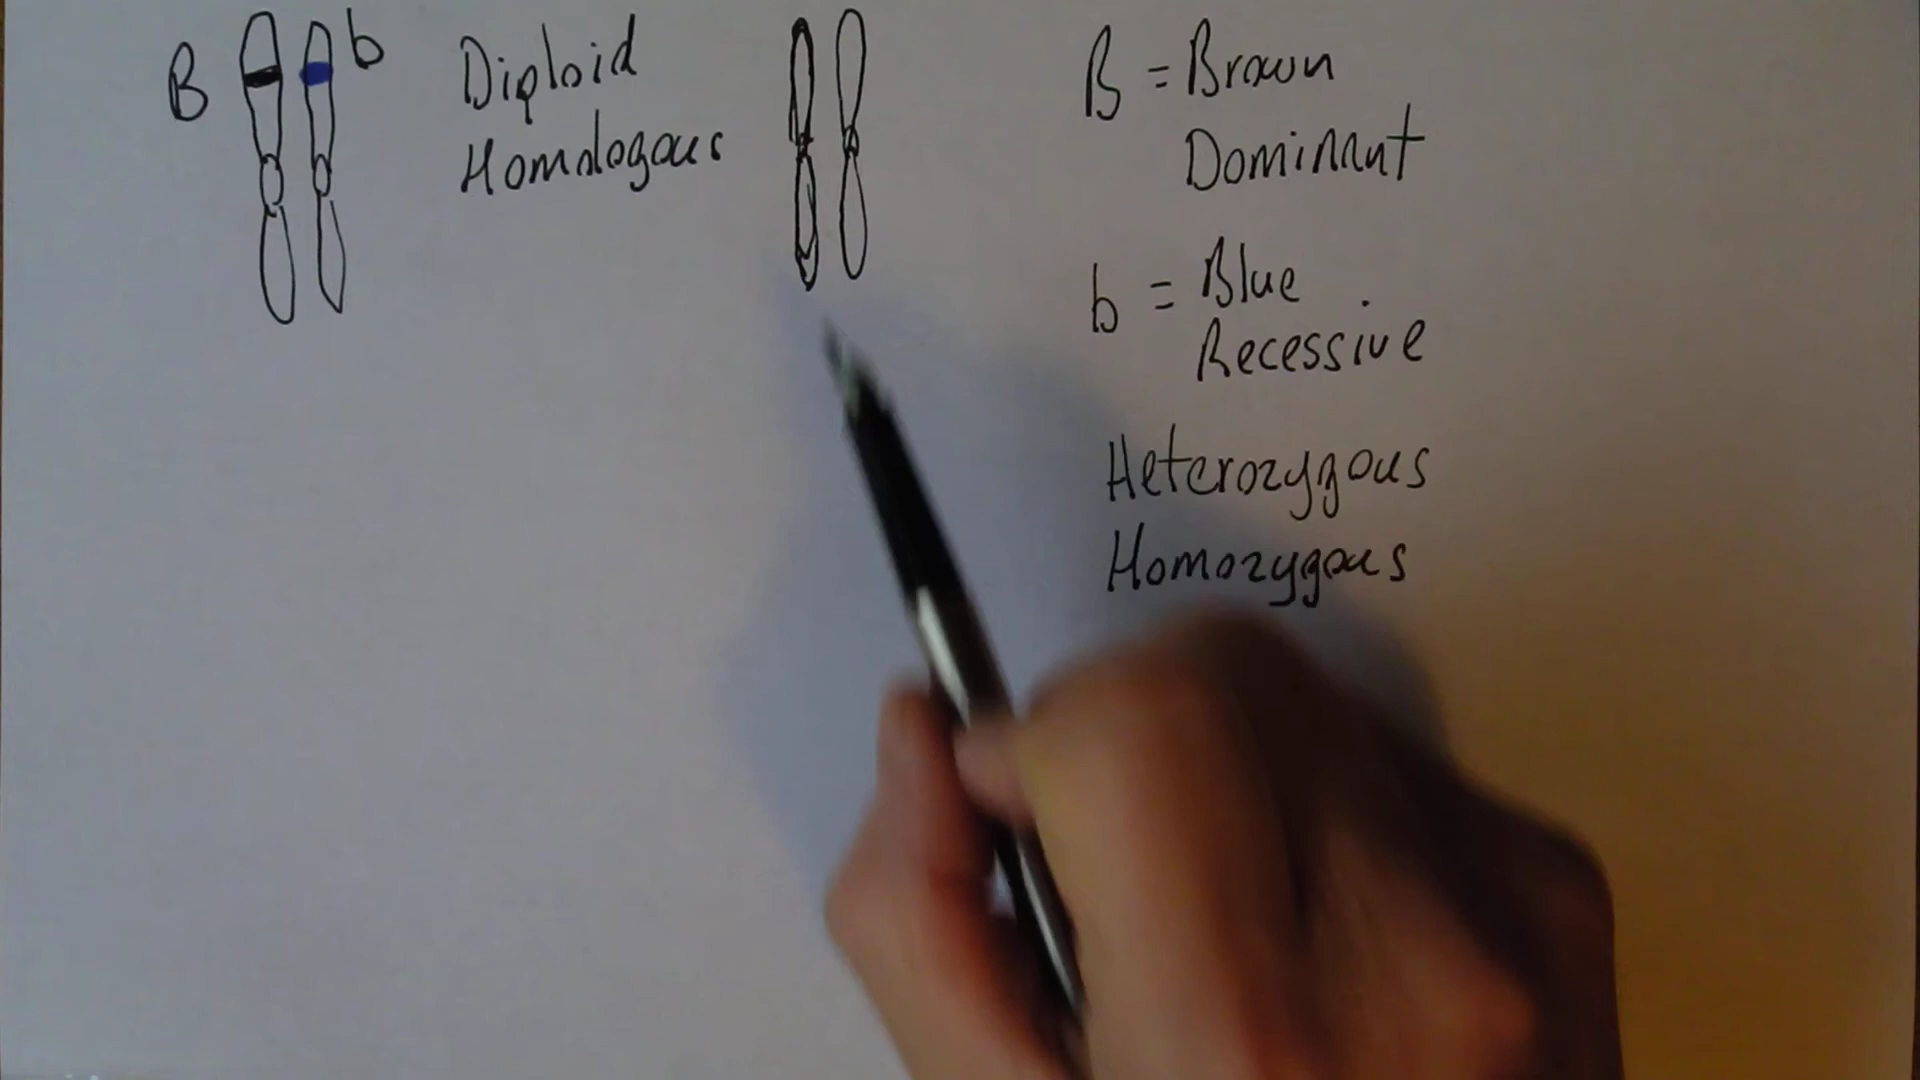 B b
Diploid
Homologous
B = Brown
Dominant
b = Blue
Recessive
Heterozygous
Homozygous